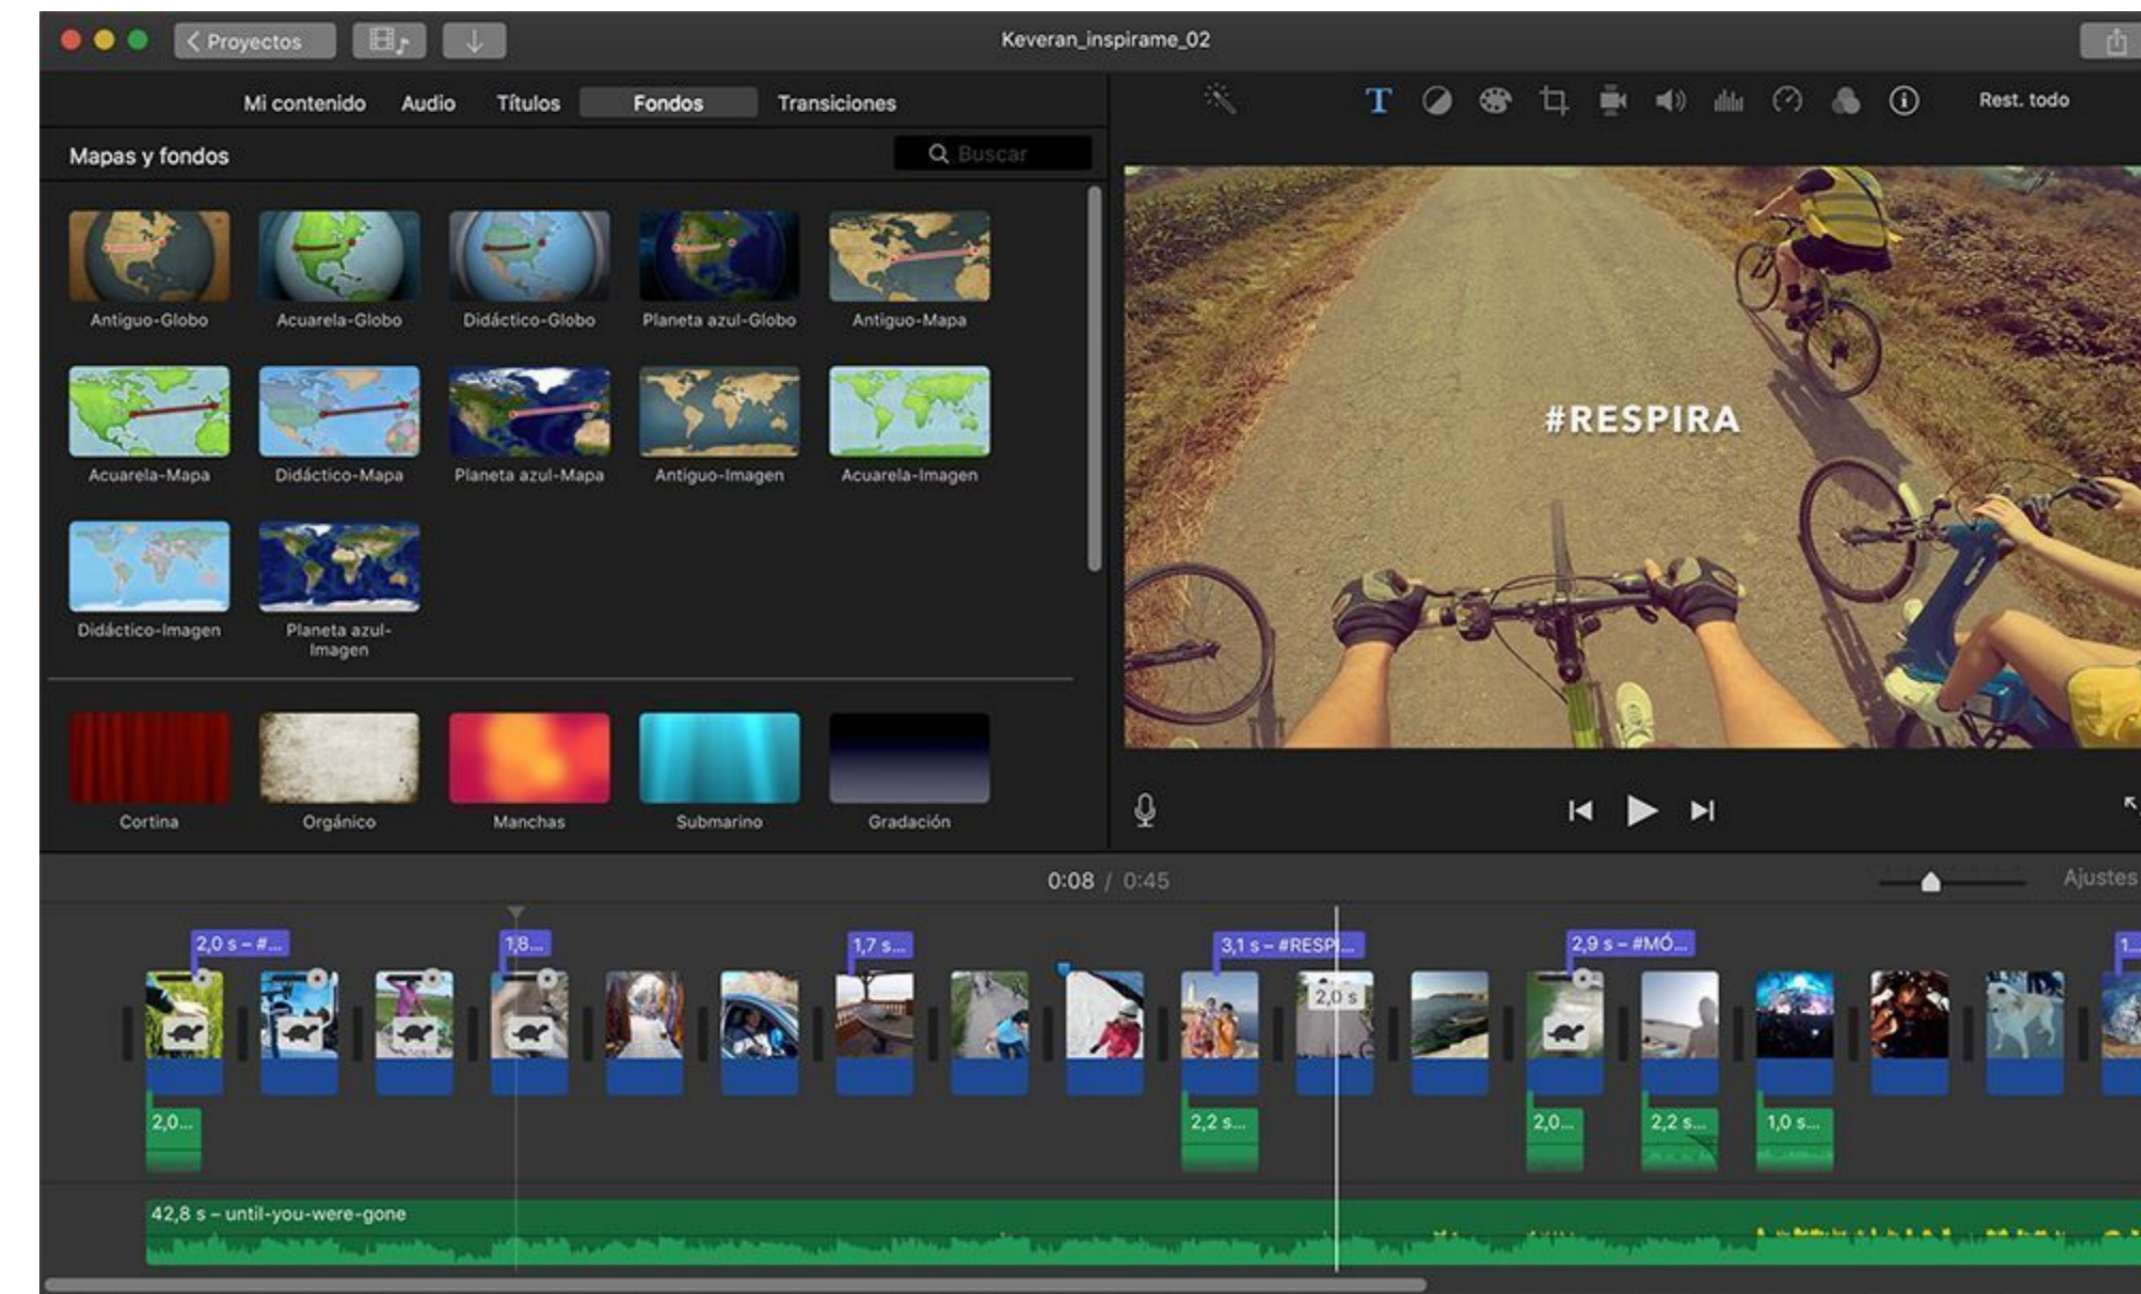 Proyectos
Keveran_inspirame_02
Mi contenido Audio Títulos Fondos Transiciones
Rest. todo
Mapas y fondos
Buscar
Antiguo-Globo Acuarela-Globo Didáctico-Globo Planeta azul-Globo Antiguo-Mapa
Acuarela-Mapa Didáctico-Mapa Planeta azul-Mapa Antiguo-Imagen Acuarela-Imagen
Didáctico-Imagen Planeta azul-
Imagen
Cortina Orgánico Manchas Submarino Gradación
#RESPIRA
0:08 / 0:45
Ajustes
2,0 s – #... 1,8... 1,7 s... 3,1 s – #RESPI... 2,9 s – #MÓ... 1...
2,0 s
2,0... 2,2 s... 2,0... 2,2 s... 1,0 s...
42,8 s – until-you-were-gone